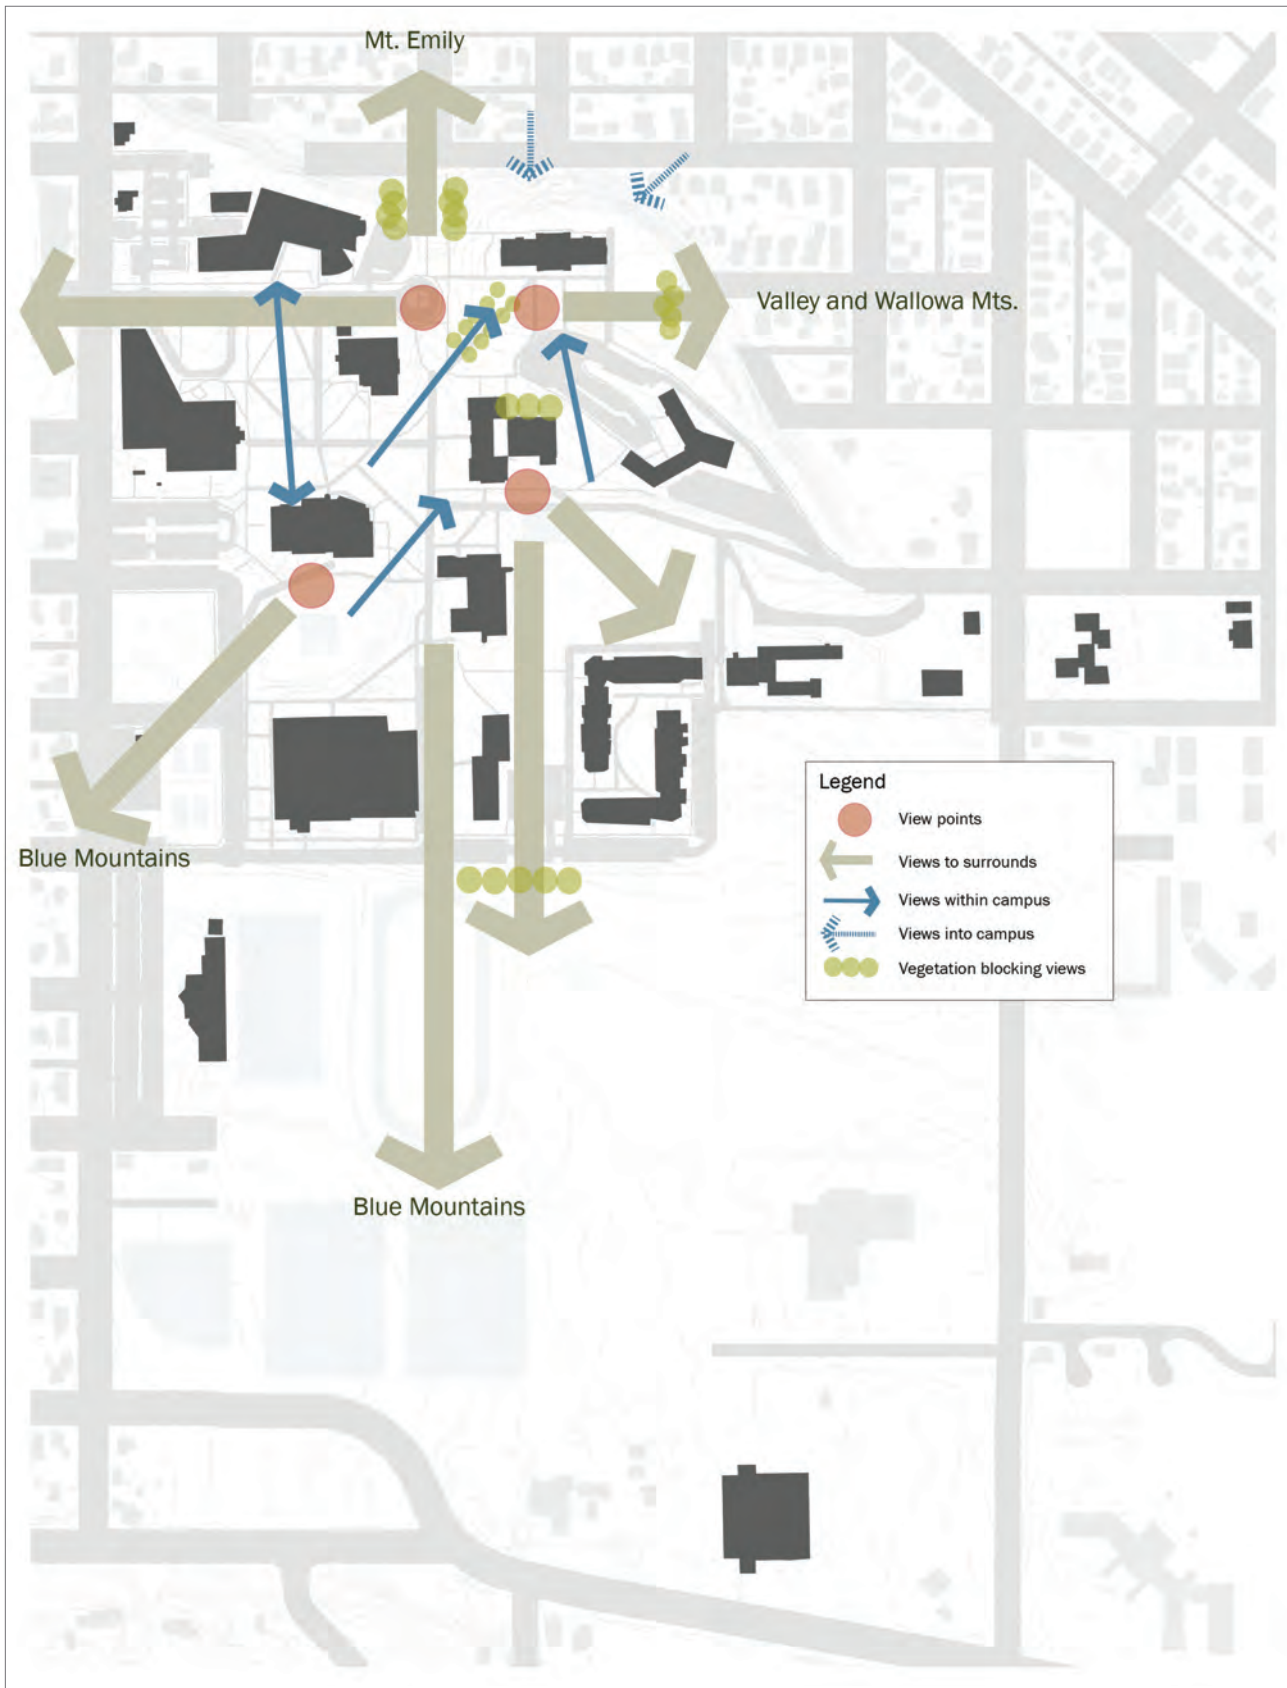 Mt. Emily
Valley and Wallowa Mts.
Legend
View points
Views to surrounds
Views within campus
Views into campus
Vegetation blocking views
Blue Mountains
Blue Mountains